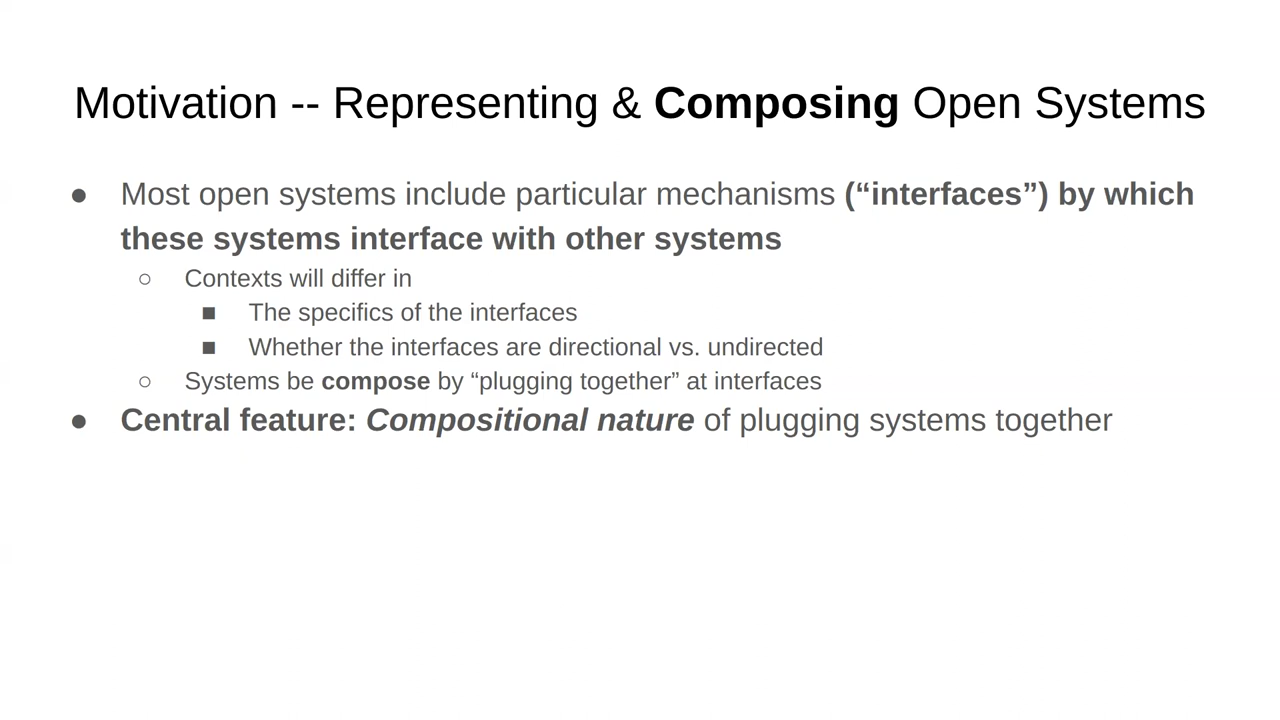 Motivation -- Representing & Composing Open Systems
● Most open systems include particular mechanisms (“interfaces”) by which
these systems interface with other systems
○ Contexts will differ in
■ The specifics of the interfaces
■ Whether the interfaces are directional vs. undirected
○ Systems be compose by “plugging together” at interfaces
● Central feature: Compositional nature of plugging systems together